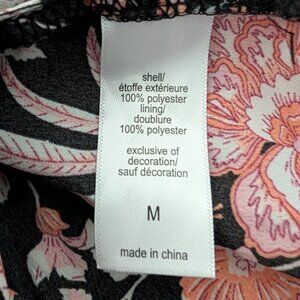 shell/
étoffe extérieure
100% polyester
lining/
doublure
100% polyester
exclusive of
decoration/
sauf décoration
M
made in china